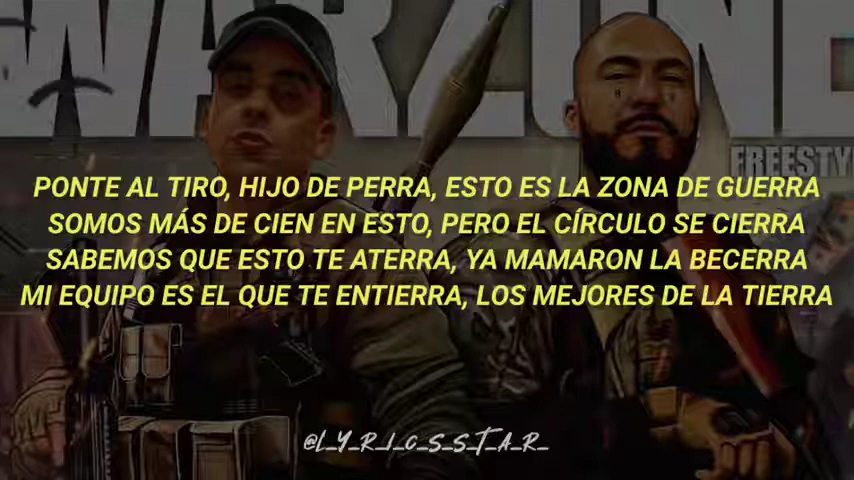 WARZONE
FREESTY
PONTE AL TIRO, HIJO DE PERRA, ESTO ES LA ZONA DE GUERRA
SOMOS MÁS DE CIEN EN ESTO, PERO EL CÍRCULO SE CIERRA
SABEMOS QUE ESTO TE ATERRA, YA MAMARON LA BECERRA
MI EQUIPO ES EL QUE TE ENTIERRA, LOS MEJORES DE LA TIERRA
@L_Y_R_I_C_S_S_T_A_R_